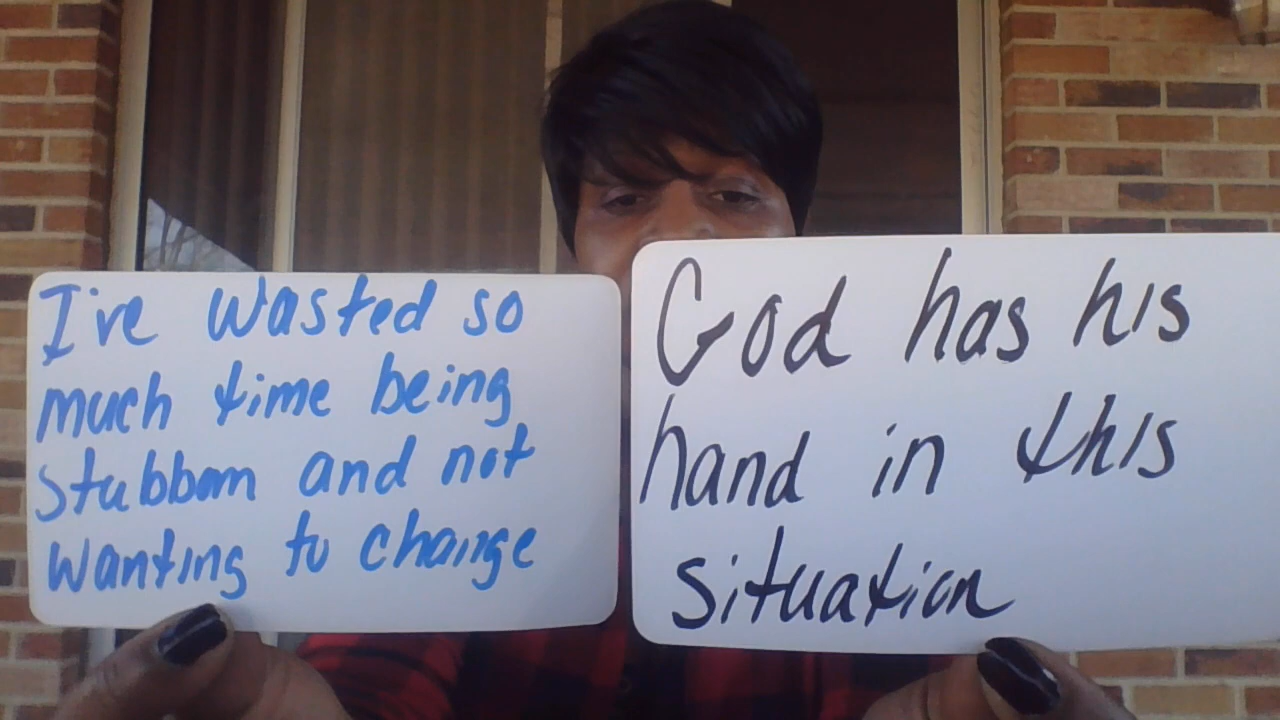 I've wasted so
much time being
stubborn and not
wanting to change
God has his
hand in this
situation